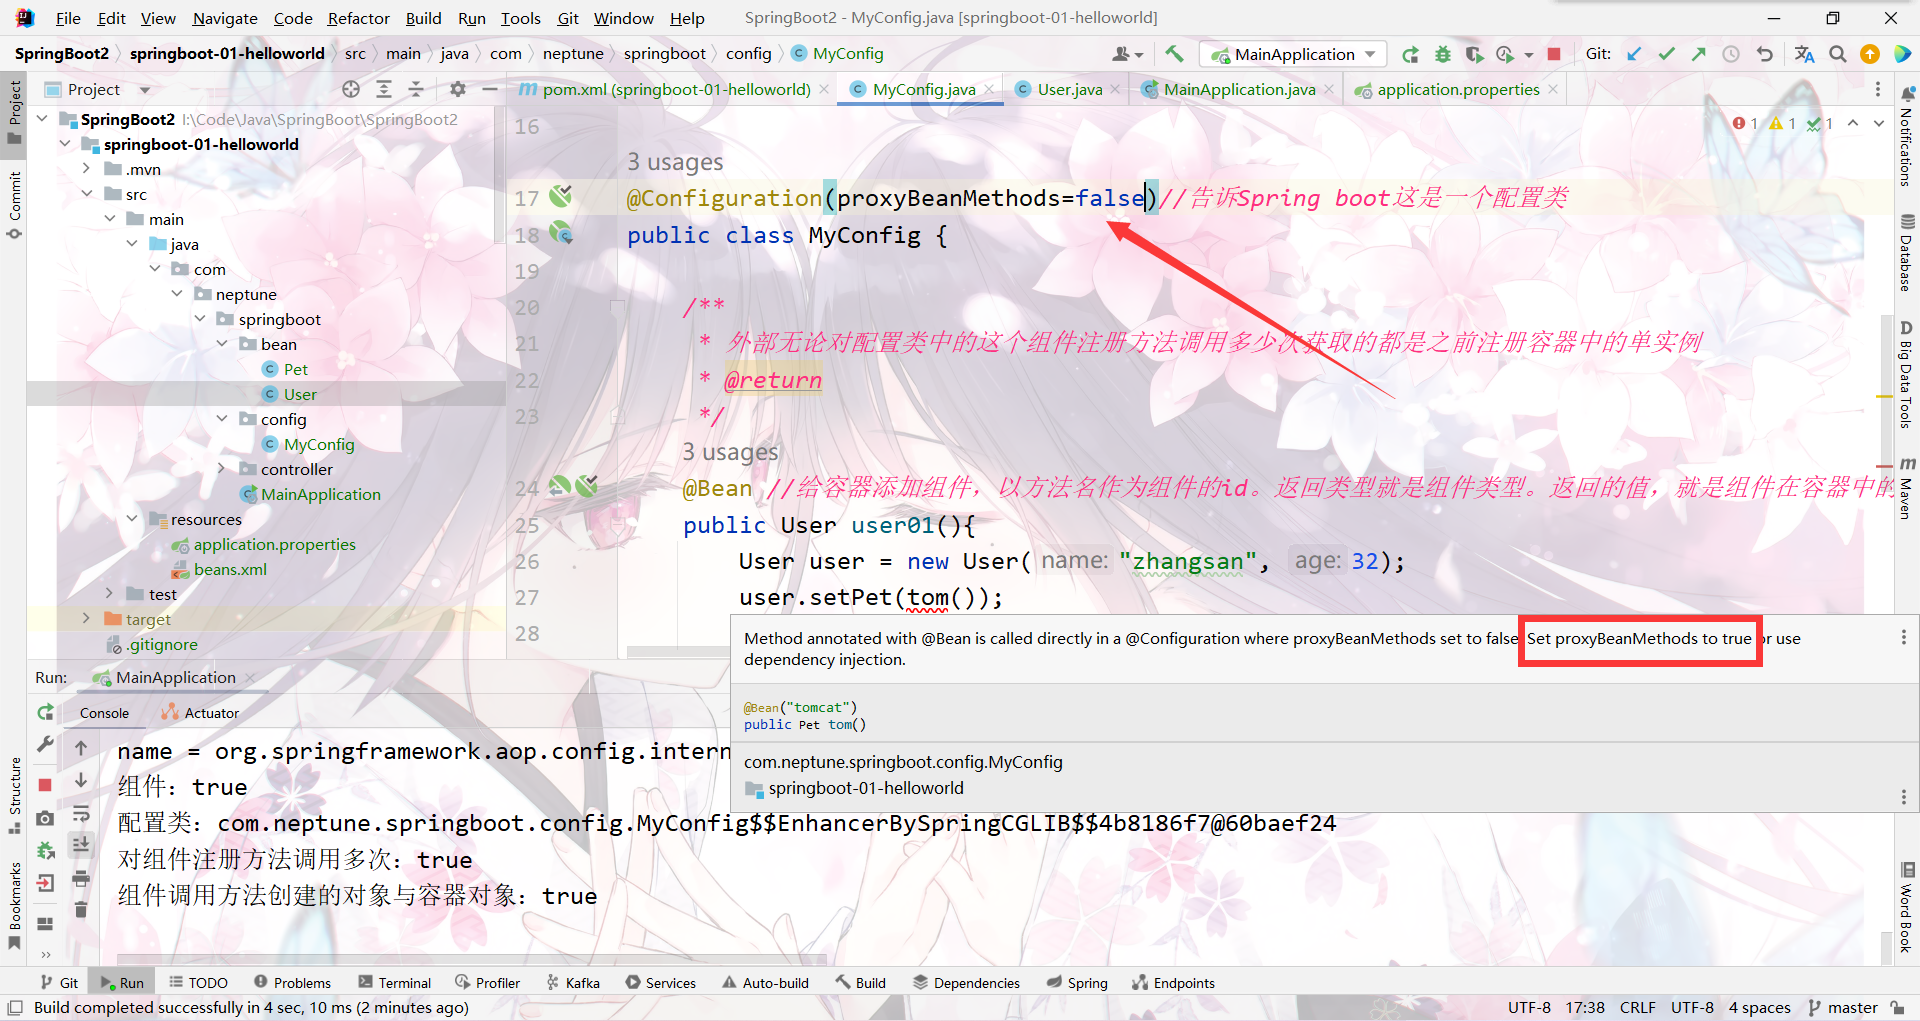 File Edit View Navigate Code Refactor Build Run Tools Git Window Help SpringBoot2 - MyConfig.java [springboot-01-helloworld]
SpringBoot2 springboot-01-helloworld src main java com neptune springboot config MyConfig MainApplication Git:
Project
pom.xml (springboot-01-helloworld) MyConfig.java User.java MainApplication.java application.properties
Project
Commit
Structure
Bookmarks
SpringBoot2 I:\Code\Java\SpringBoot\SpringBoot2
springboot-01-helloworld
.mvn
src
main
java
com
neptune
springboot
bean
Pet
User
config
MyConfig
controller
MainApplication
resources
application.properties
beans.xml
test
target
.gitignore
1 1 1
16
3 usages
17 @Configuration(proxyBeanMethods=false)//告诉Spring boot这是一个配置类
18 public class MyConfig {
19
20 /**
21 * 外部无论对配置类中的这个组件注册方法调用多少次获取的都是之前注册容器中的单实例
22 * @return
23 */
3 usages
24 @Bean //给容器添加组件，以方法名作为组件的id。返回类型就是组件类型。返回的值，就是组件在容器中的
25 public User user01(){
26 User user = new User( name: "zhangsan", age: 32);
27 user.setPet(tom());
28
Method annotated with @Bean is called directly in a @Configuration where proxyBeanMethods set to false. Set proxyBeanMethods to true or use
dependency injection.
@Bean("tomcat")
public Pet tom()
com.neptune.springboot.config.MyConfig
springboot-01-helloworld
Notifications
Database
Big Data Tools
Maven
Word Book
Run: MainApplication
Console Actuator
name = org.springframework.aop.config.intern
组件：true
配置类：com.neptune.springboot.config.MyConfig$$EnhancerBySpringCGLIB$$4b8186f7@60baef24
对组件注册方法调用多次：true
组件调用方法创建的对象与容器对象：true
Git Run TODO Problems Terminal Profiler Kafka Services Auto-build Build Dependencies Spring Endpoints
Build completed successfully in 4 sec, 10 ms (2 minutes ago) UTF-8 17:38 CRLF UTF-8 4 spaces master